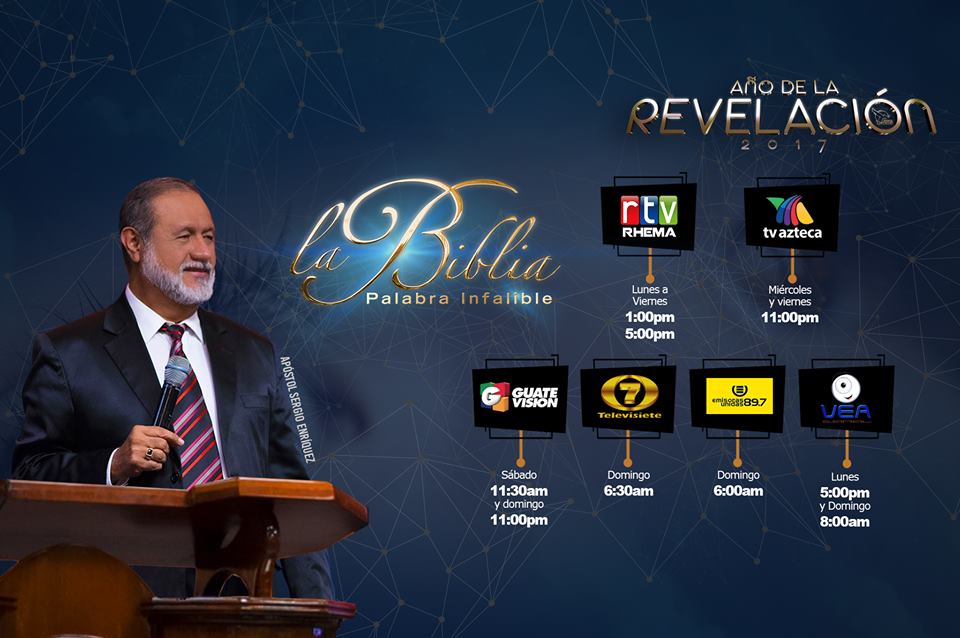 AÑO DE LA
REVELACIÓN
2017
la Biblia
Palabra Infalible
APÓSTOL SERGIO ENRÍQUEZ
rtv
RHEMA
Lunes a
Viernes
1:00pm
5:00pm
tv azteca
Miércoles
y viernes
11:00pm
G
GUATE
VISION
Sábado
11:30am
y domingo
11:00pm
7
Televisiete
Domingo
6:30am
EMISORAS
UNIDAS 89.7
Domingo
6:00am
VEA
Lunes
5:00pm
y Domingo
8:00am